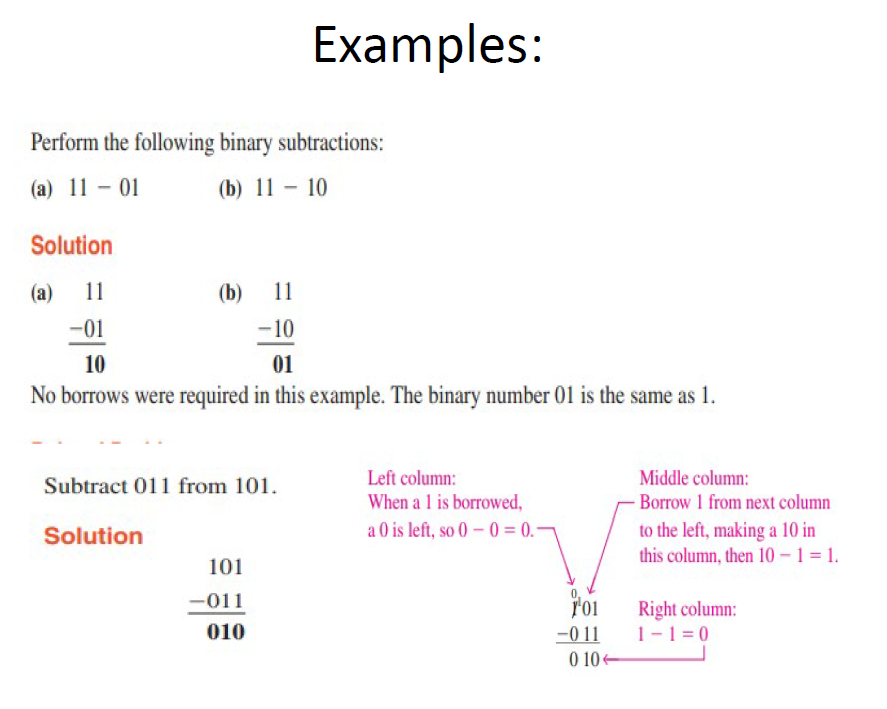 Examples:
Perform the following binary subtractions:
(a) 11 − 01 (b) 11 − 10
Solution
(a) 11 (b) 11
−01 −10
10 01
No borrows were required in this example. The binary number 01 is the same as 1.
Subtract 011 from 101.
Solution
101
−011
010
Left column:
When a 1 is borrowed,
a 0 is left, so 0 − 0 = 0.
Middle column:
Borrow 1 from next column
to the left, making a 10 in
this column, then 10 − 1 = 1.
0
1 1 01
−0 11
0 10
Right column:
1 − 1 = 0